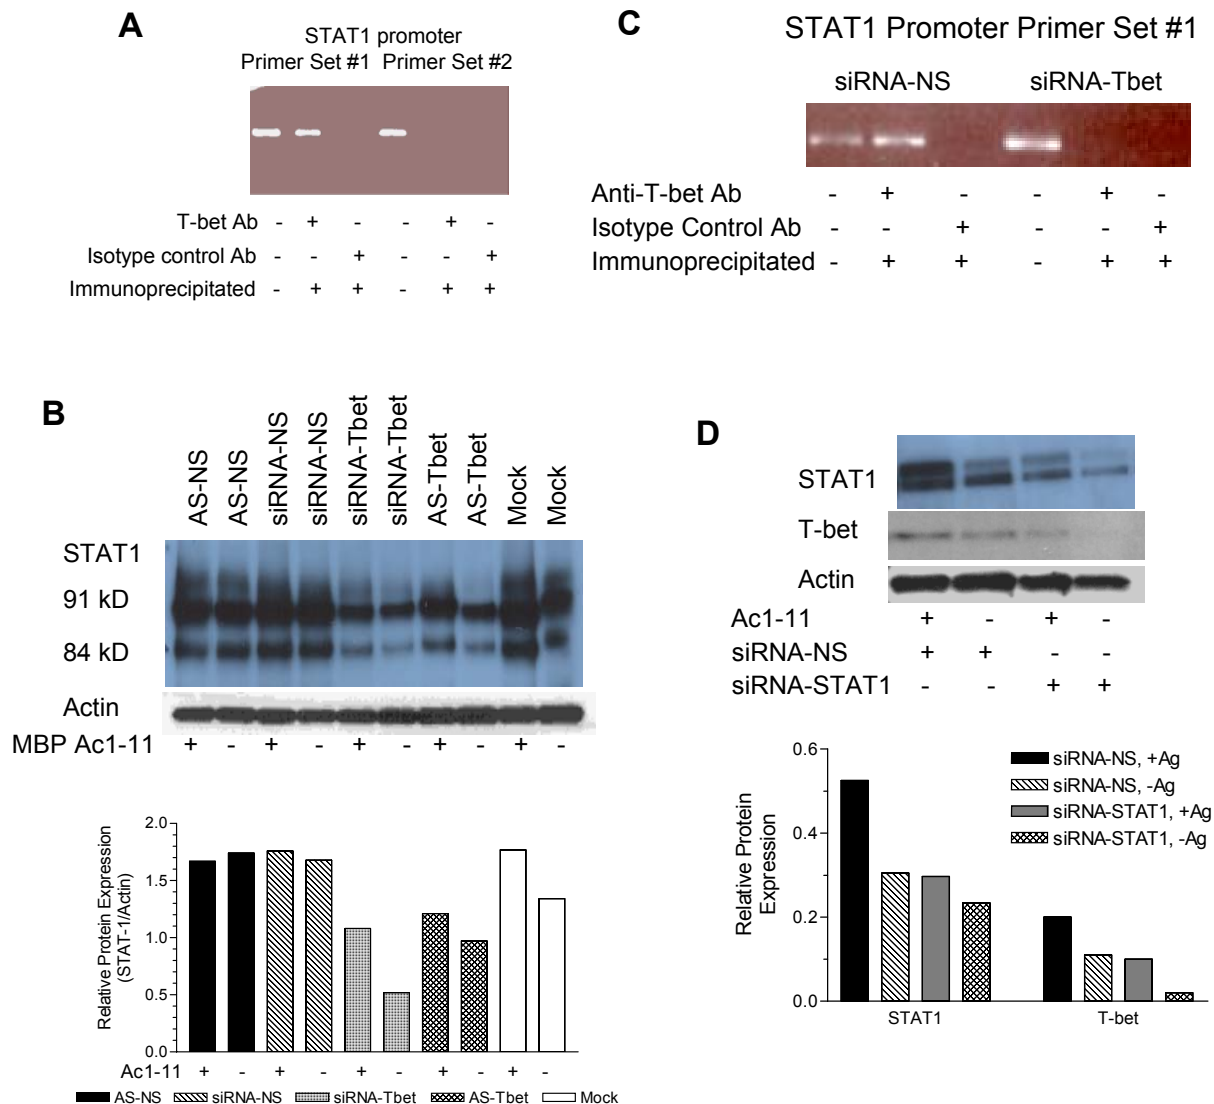 A
STAT1 promoter
Primer Set #1 Primer Set #2
T-bet Ab - + - - + -
Isotype control Ab - - + - - +
Immunoprecipitated - + + - + +
C
STAT1 Promoter Primer Set #1
siRNA-NS siRNA-Tbet
Anti-T-bet Ab - + - - + -
Isotype Control Ab - - + - - +
Immunoprecipitated - + + - + +
B
AS-NS AS-NS siRNA-NS siRNA-NS siRNA-Tbet siRNA-Tbet AS-Tbet AS-Tbet Mock Mock
STAT1
91 kD
84 kD
Actin
MBP Ac1-11 + - + - + - + - + -
Relative Protein Expression
(STAT-1/Actin)
2.0
1.5
1.0
0.5
0.0
Ac1-11 + - + - + - + - + -
AS-NS siRNA-NS siRNA-Tbet AS-Tbet Mock
D
STAT1
T-bet
Actin
Ac1-11 + - + -
siRNA-NS + + - -
siRNA-STAT1 - - + +
Relative Protein
Expression
0.6
0.4
0.2
0.0
siRNA-NS, +Ag
siRNA-NS, -Ag
siRNA-STAT1, +Ag
siRNA-STAT1, -Ag
STAT1 T-bet